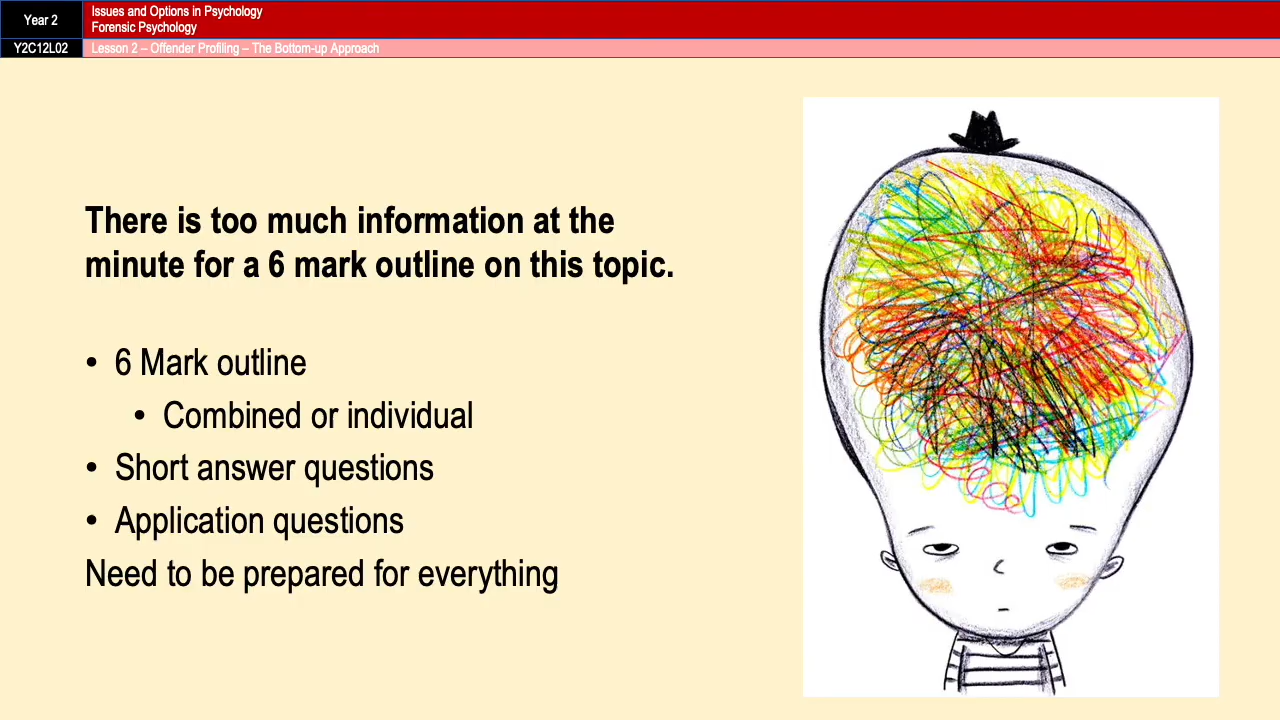 Year 2
Issues and Options in Psychology
Forensic Psychology
Y2C12L02
Lesson 2 – Offender Profiling – The Bottom-up Approach
There is too much information at the
minute for a 6 mark outline on this topic.
• 6 Mark outline
• Combined or individual
• Short answer questions
• Application questions
Need to be prepared for everything